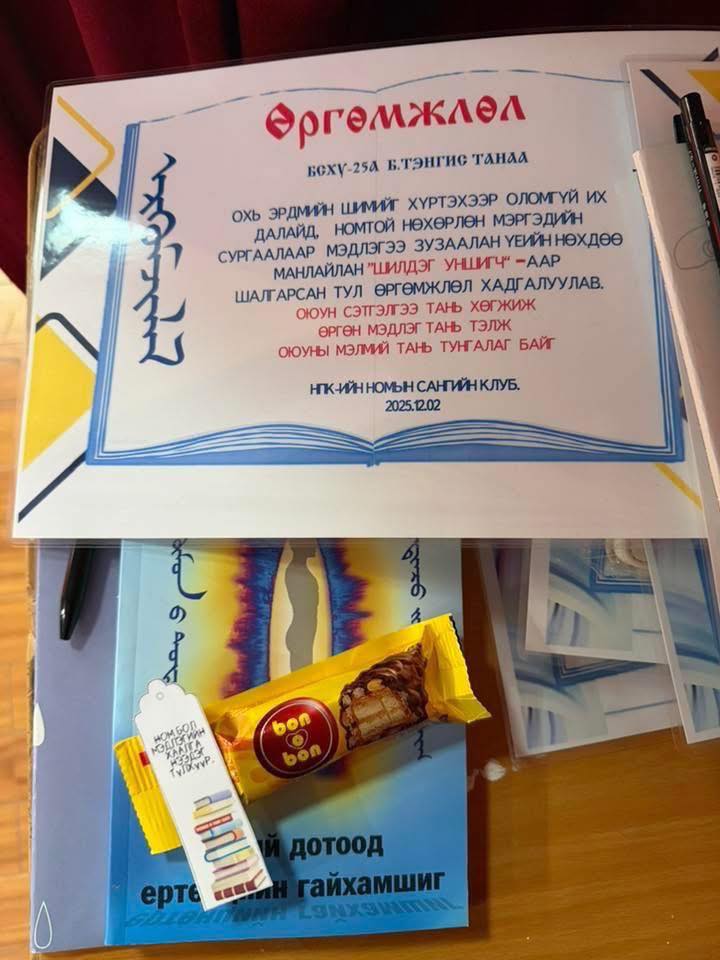 Өргөмжлөл
БСХҮ-25А Б.ТЭНГИС ТАНАА
ОХЬ ЭРДМИЙН ШИМИЙГ ХҮРТЭХЭЭР ОЛОМГҮЙ ИХ
ДАЛАЙД, НОМТОЙ НӨХӨРЛӨН МЭРГЭДИЙН
СУРГААЛААР МЭДЛЭГЭЭ ЗУЗААЛАН ҮЕИЙН НӨХДӨӨ
МАНЛАЙЛАН "ШИЛДЭГ УНШИГЧ" –ААР
ШАЛГАРСАН ТУЛ ӨРГӨМЖЛӨЛ ХАДГАЛУУЛАВ.
ОЮУН СЭТГЭЛГЭЭ ТАНЬ ХӨГЖИЖ
ӨРГӨН МЭДЛЭГ ТАНЬ ТЭЛЖ
ОЮУНЫ МЭЛМИЙ ТАНЬ ТУНГАЛАГ БАЙГ
НПК-ИЙН НОМЫН САНГИЙН КЛУБ.
2025.12.02
bon
o
bon
НОМ БОЛ
МЭДЛЭГИЙН
ХААЛГА
НЭЭДЭГ
ТҮЛХҮҮР.
дотоод
гайхамшиг